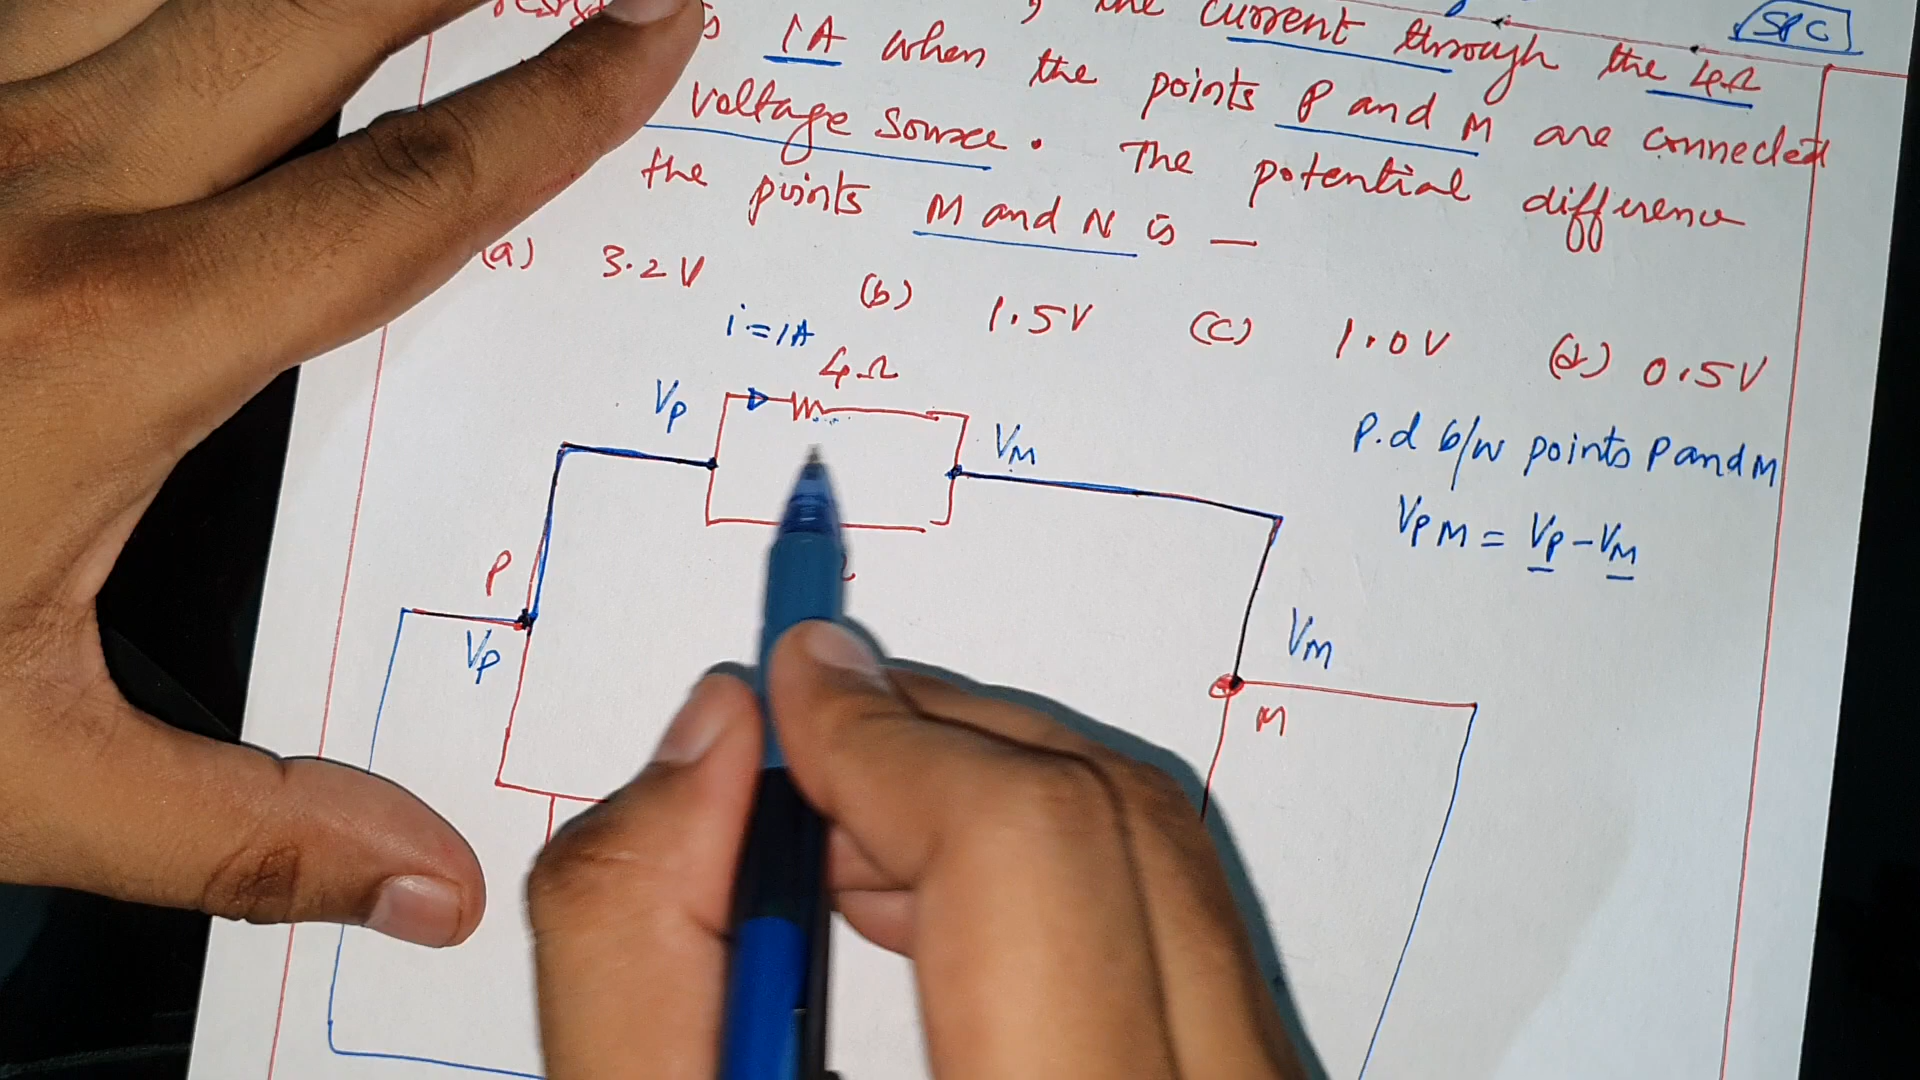 the current through the 4Ω
SPC
1A when the points P and M are connected
voltage source. The potential difference
the points M and N is —
(a) 3.2V (b) 1.5V (c) 1.0V (d) 0.5V
i=1A
4Ω
Vp
VM
P.d b/w points P and M
VPM = Vp-VM
P
Vp
VM
M